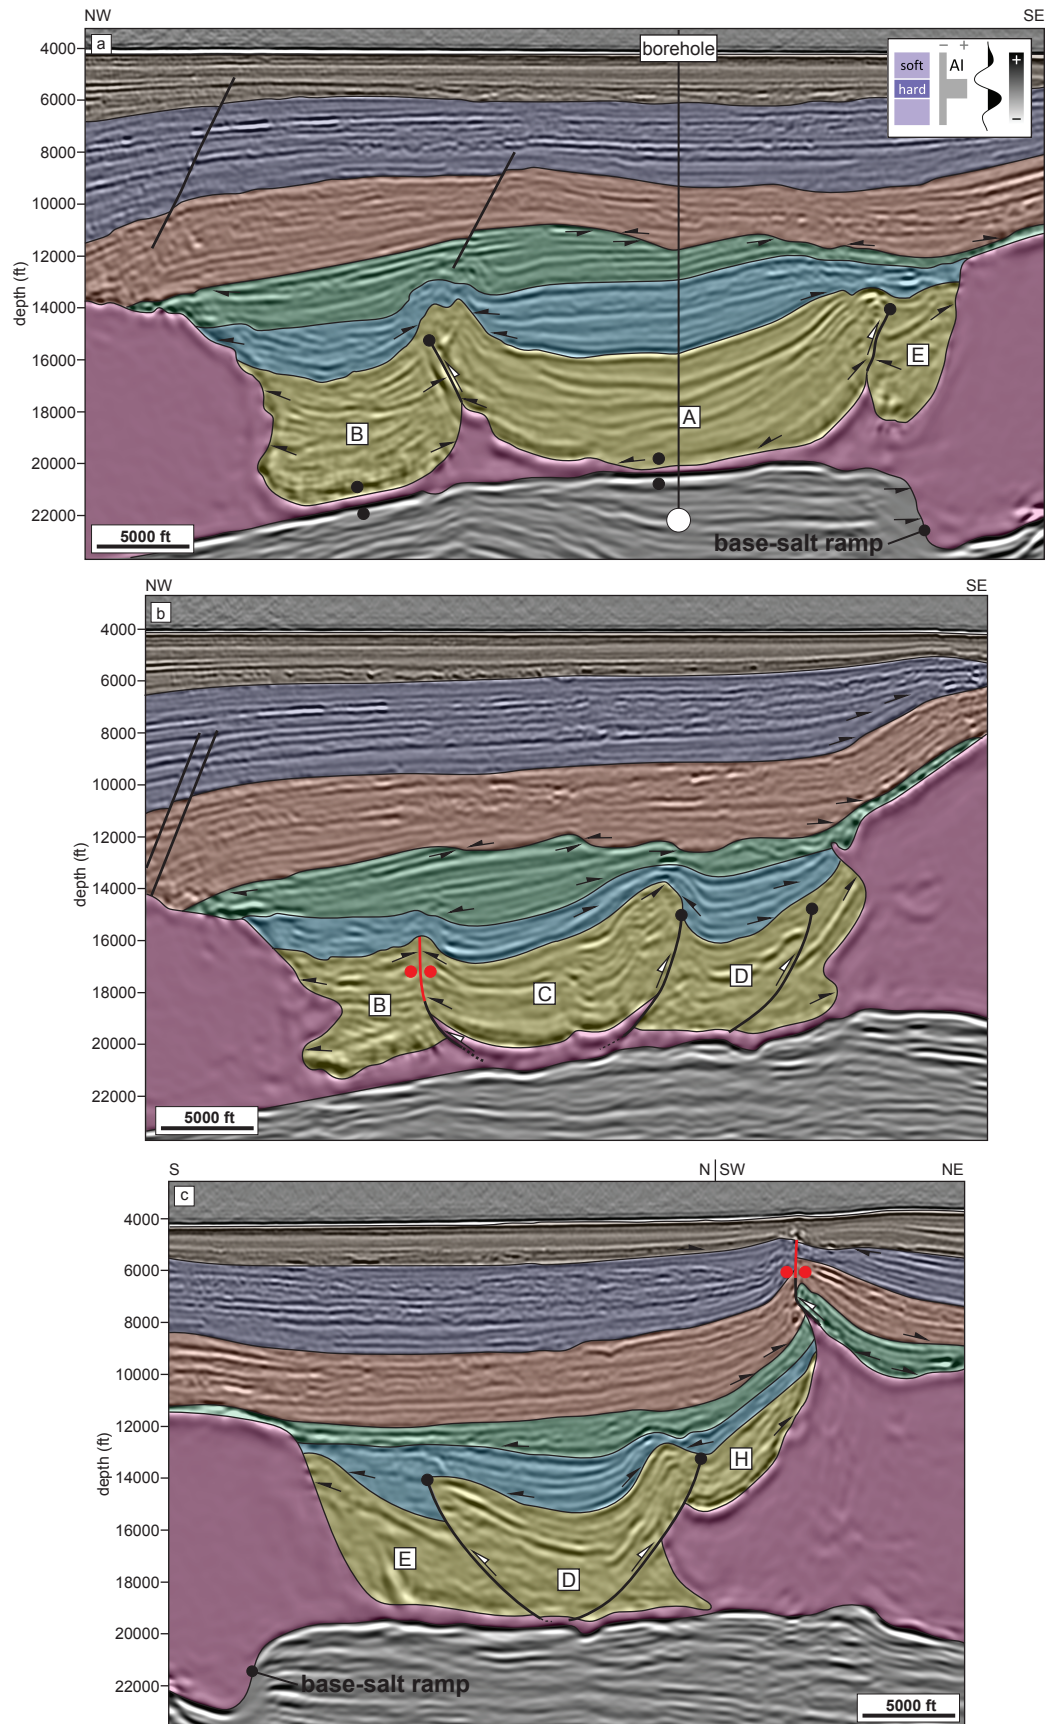 NW
SE
a
borehole
soft
hard
− +
AI
+
−
4000
6000
8000
10000
12000
14000
16000
18000
20000
22000
depth (ft)
B
A
E
5000 ft
base-salt ramp
NW
SE
b
4000
6000
8000
10000
12000
14000
16000
18000
20000
22000
depth (ft)
B
C
D
5000 ft
S
N
SW
NE
c
4000
6000
8000
10000
12000
14000
16000
18000
20000
22000
depth (ft)
H
E
D
base-salt ramp
5000 ft